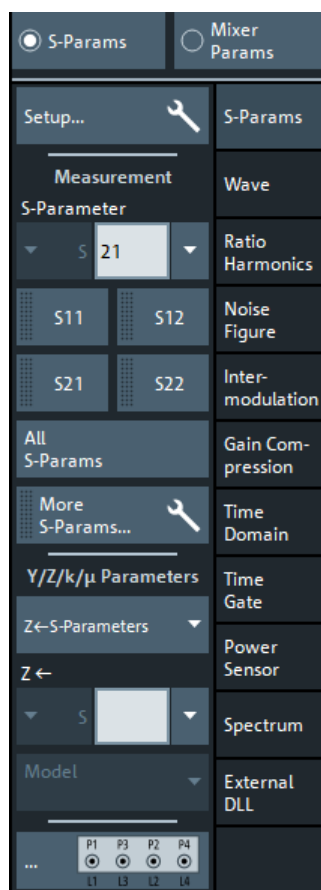 S-Params
Mixer
Params
Setup...
Measurement
S-Parameter
S 21
S11
S12
S21
S22
All
S-Params
More
S-Params...
Y/Z/k/µ Parameters
Z←S-Parameters
Z ←
S
Model
... P1 P3 P2 P4
L1 L3 L2 L4
S-Params
Wave
Ratio
Harmonics
Noise
Figure
Inter-
modulation
Gain Com-
pression
Time
Domain
Time
Gate
Power
Sensor
Spectrum
External
DLL